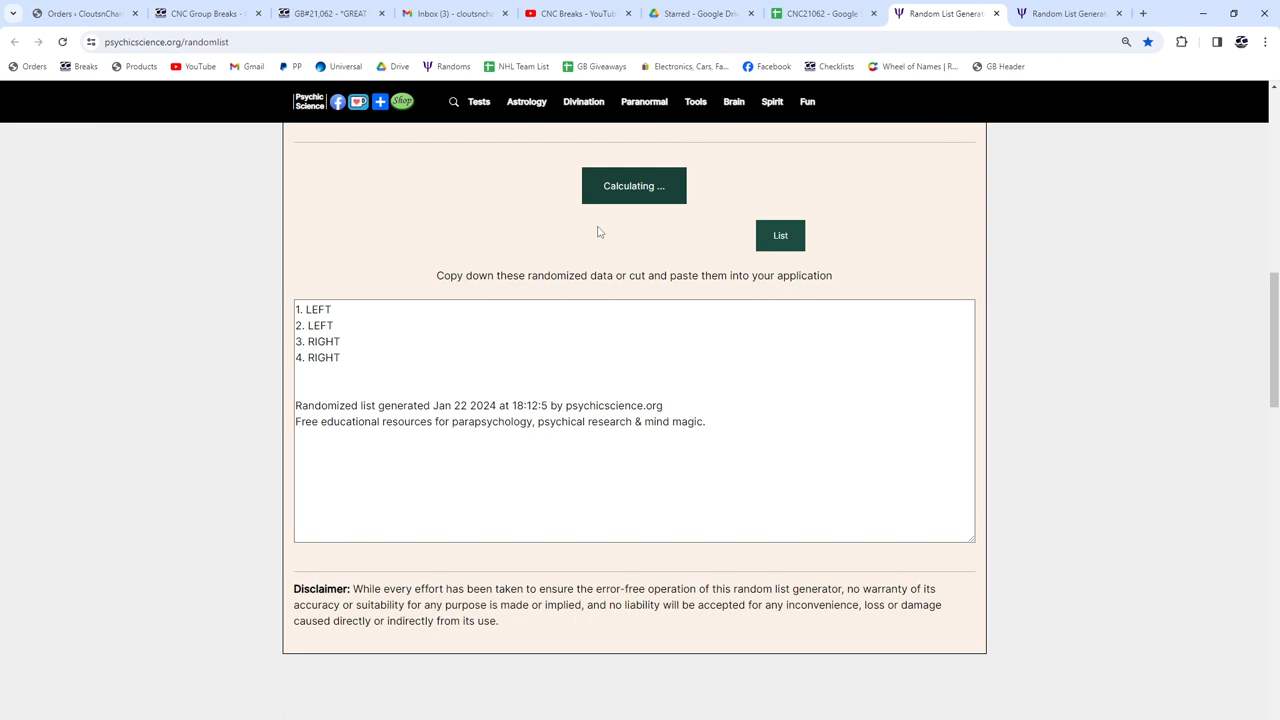 Orders ‹ CloutsnChar
CNC Group Breaks - C
GB#21,062 - *GREAT
Inbox (3) - cloutsncha
CNC Breaks - YouTub
Starred - Google Driv
CNC21062 - Google S
Random List Generat
Random List Generat
psychicscience.org/randomlist
Orders
Breaks
Products
YouTube
Gmail
PP
Universal
Drive
Randoms
NHL Team List
GB Giveaways
Electronics, Cars, Fa...
Facebook
Checklists
Wheel of Names | R...
GB Header
Psychic
Science
Shop
Tests
Astrology
Divination
Paranormal
Tools
Brain
Spirit
Fun
Calculating ...
List
Copy down these randomized data or cut and paste them into your application
1. LEFT
2. LEFT
3. RIGHT
4. RIGHT
Randomized list generated Jan 22 2024 at 18:12:5 by psychicscience.org
Free educational resources for parapsychology, psychical research & mind magic.
Disclaimer: While every effort has been taken to ensure the error-free operation of this random list generator, no warranty of its
accuracy or suitability for any purpose is made or implied, and no liability will be accepted for any inconvenience, loss or damage
caused directly or indirectly from its use.